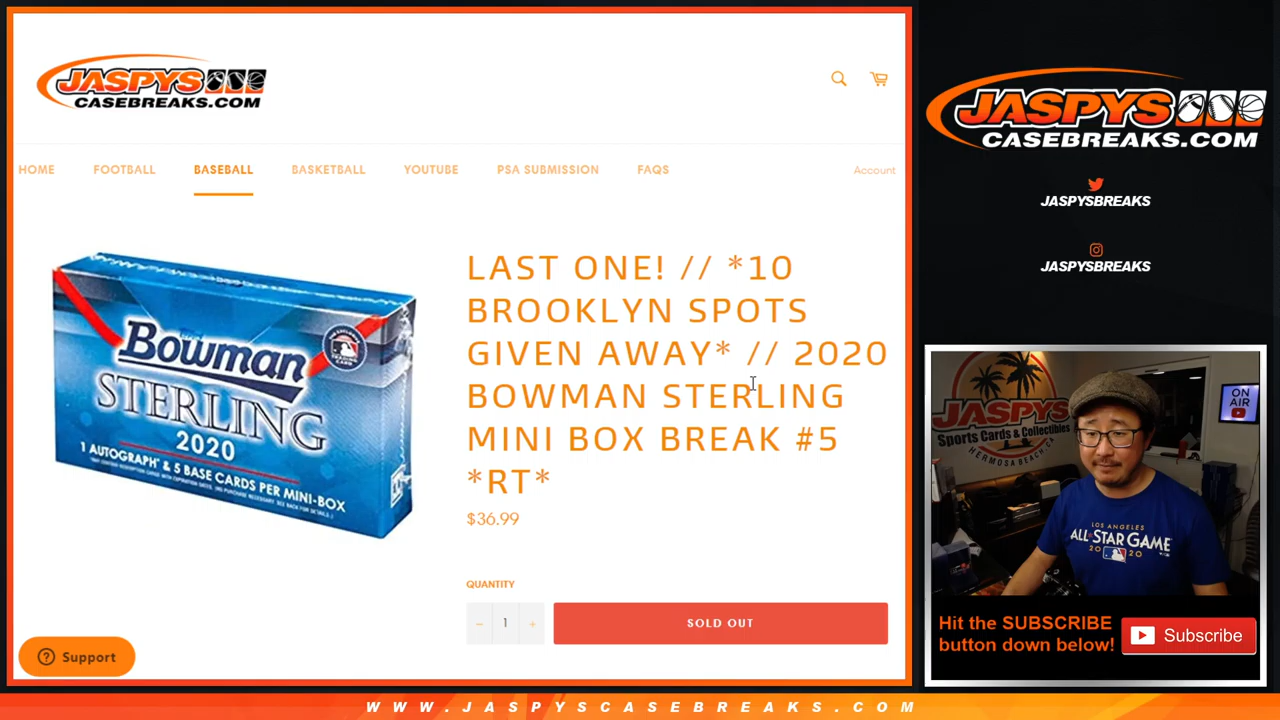 JASPYS
CASEBREAKS.COM
HOME
FOOTBALL
BASEBALL
BASKETBALL
YOUTUBE
PSA SUBMISSION
FAQS
Account
Bowman
STERLING
2020
1 AUTOGRAPH* & 5 BASE CARDS PER MINI-BOX
LAST ONE! // *10
BROOKLYN SPOTS
GIVEN AWAY* // 2020
BOWMAN STERLING
MINI BOX BREAK #5
*RT*
$36.99
QUANTITY
− 1 +
SOLD OUT
Support
JASPYS
CASEBREAKS.COM
JASPYSBREAKS
JASPYSBREAKS
JASPYS
Sports Cards & Collectibles
HERMOSA BEACH
ON
AIR
LOS ANGELES
ALL-STAR GAME
2020
Hit the SUBSCRIBE
button down below!
Subscribe
WWW.JASPYSCASEBREAKS.COM